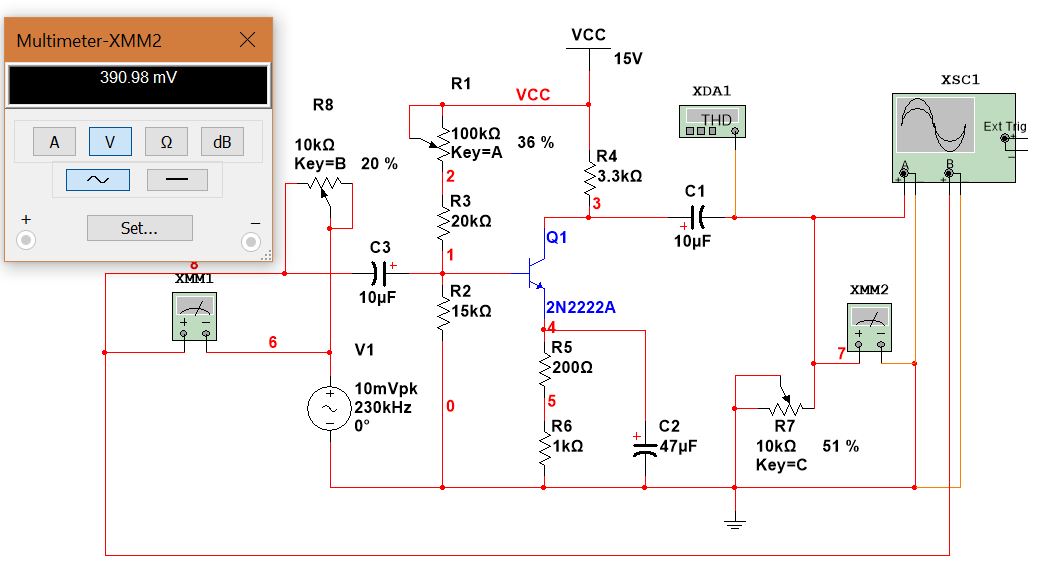 Multimeter-XMM2
390.98 mV
A V Ω dB
Set...
+ −
R8
10kΩ
Key=B 20 %
R1
VCC
100kΩ
Key=A 36 %
2
R3
20kΩ
1
R2
15kΩ
0
VCC
15V
R4
3.3kΩ
3
XDA1
THD
C1
+
10µF
XSC1
Ext Trig
+
−
A B
+ − + −
C3
+
10µF
Q1
2N2222A
4
R5
200Ω
5
R6
1kΩ
C2
+
47µF
8
XMM1
+ −
6
V1
10mVpk
230kHz
0°
XMM2
+ −
7
R7
10kΩ 51 %
Key=C